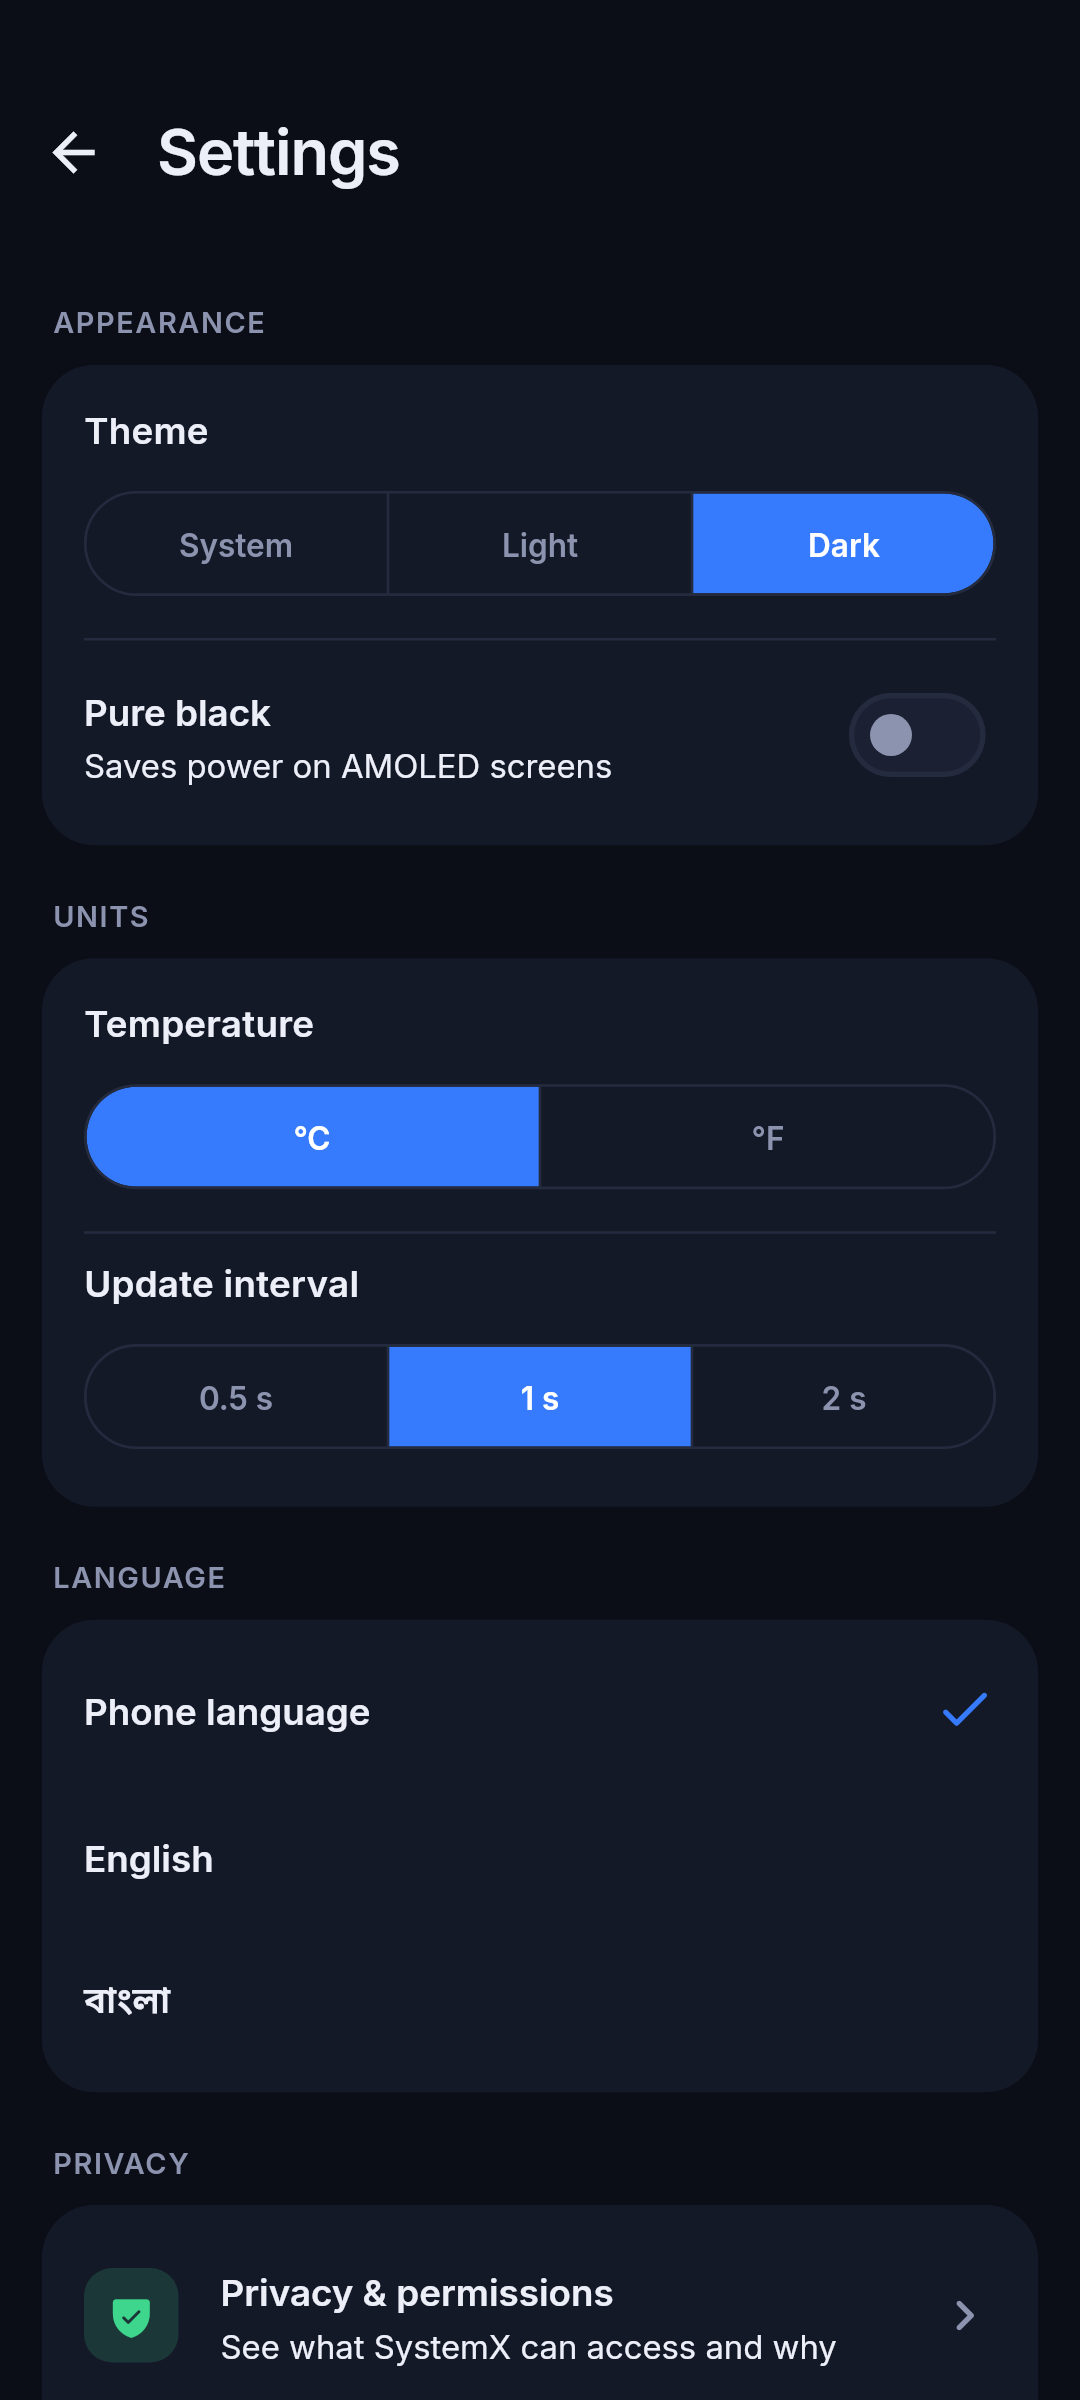 Settings
APPEARANCE
Theme
System Light Dark
Pure black
Saves power on AMOLED screens
UNITS
Temperature
°C °F
Update interval
0.5 s 1 s 2 s
LANGUAGE
Phone language
English
বাংলা
PRIVACY
Privacy & permissions
See what SystemX can access and why